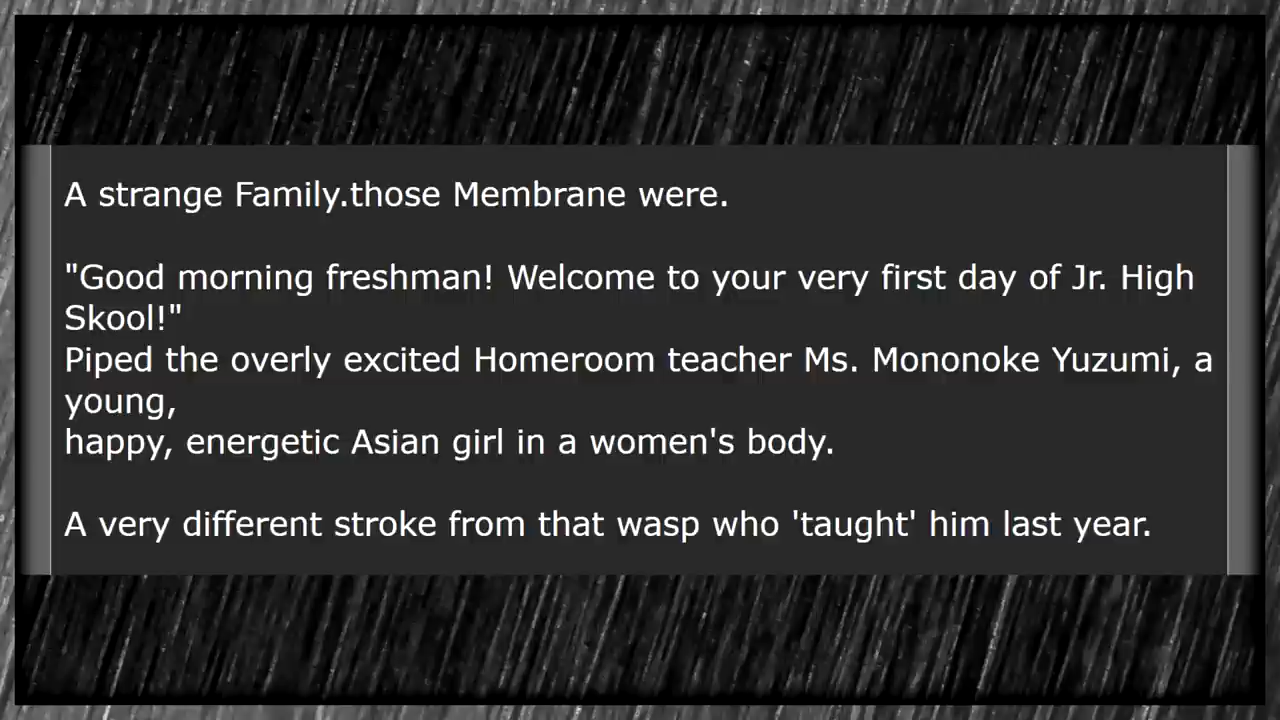 A strange Family.those Membrane were.
"Good morning freshman! Welcome to your very first day of Jr. High
Skool!"
Piped the overly excited Homeroom teacher Ms. Mononoke Yuzumi, a
young,
happy, energetic Asian girl in a women's body.
A very different stroke from that wasp who 'taught' him last year.